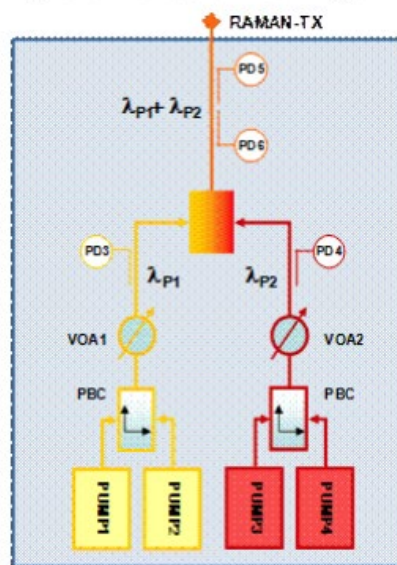 RAMAN-TX
PD5
λP1+ λP2
PD6
PD3
PD4
λP1
λP2
VOA1
VOA2
PBC
PBC
PUMP1
PUMP2
PUMP3
PUMP4